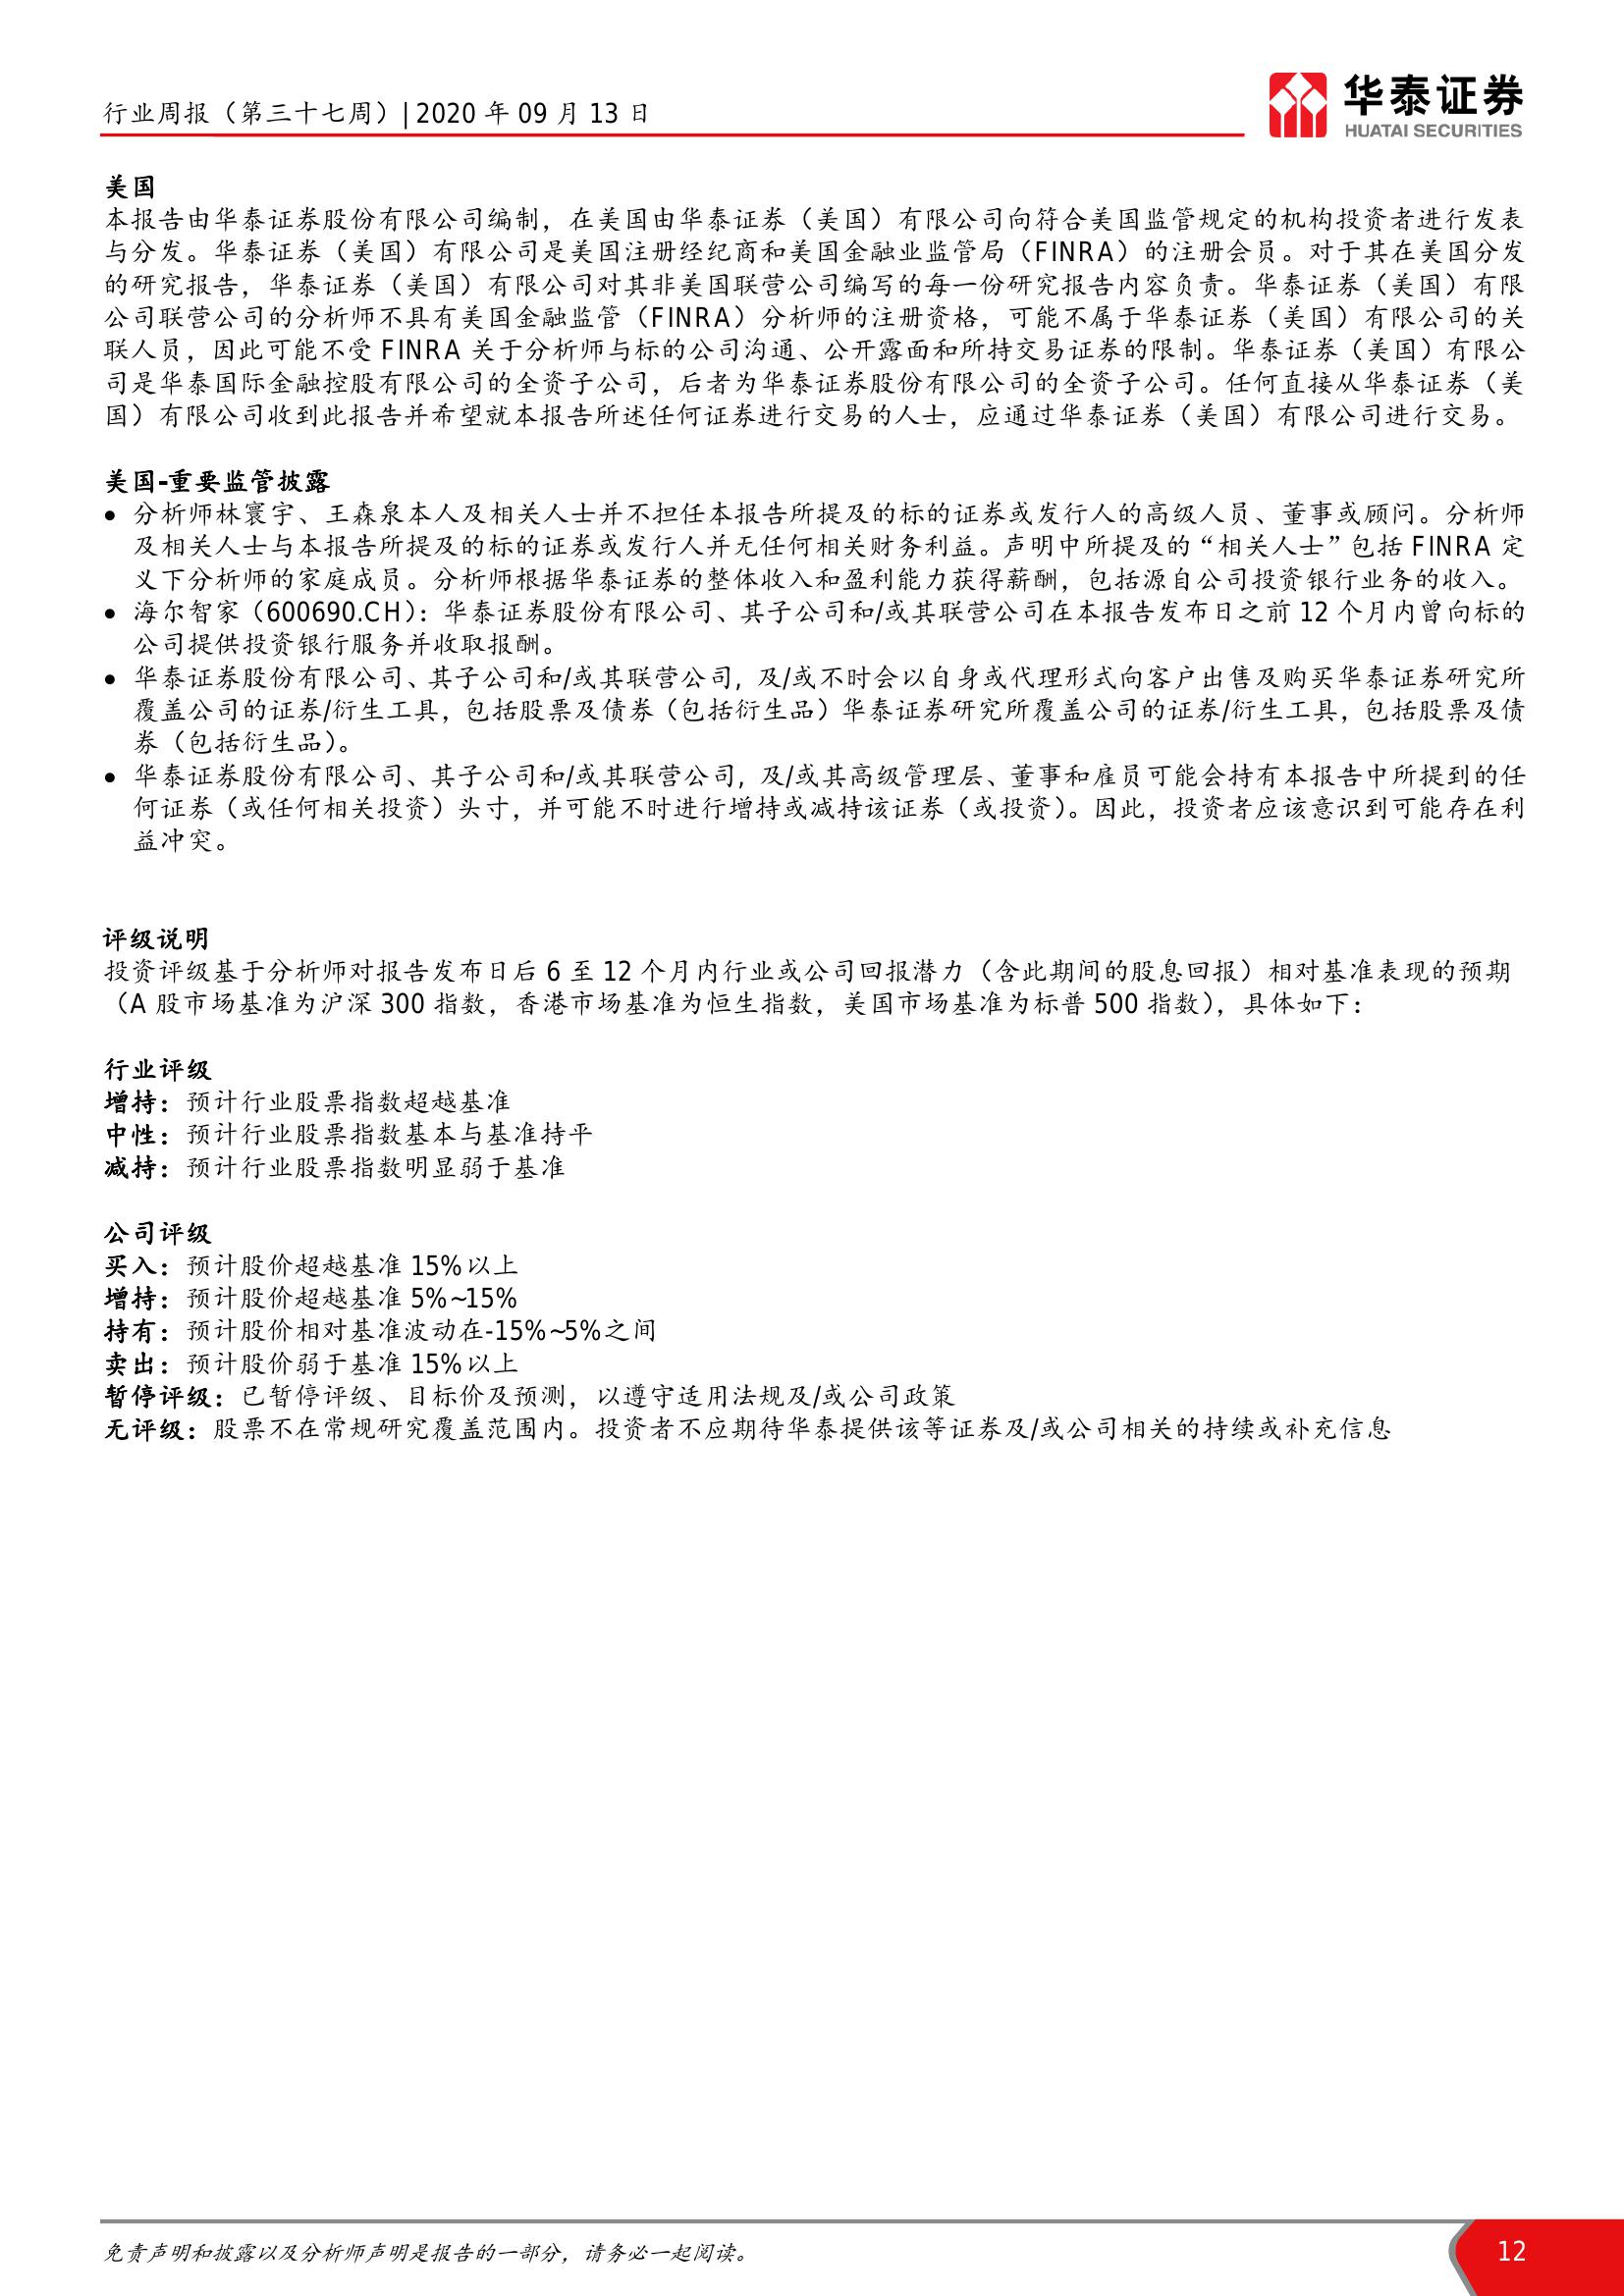 行业周报（第三十七周）| 2020 年 09 月 13 日
华泰证券
HUATAI SECURITIES
美国
本报告由华泰证券股份有限公司编制，在美国由华泰证券（美国）有限公司向符合美国监管规定的机构投资者进行发表
与分发。华泰证券（美国）有限公司是美国注册经纪商和美国金融业监管局（FINRA）的注册会员。对于其在美国分发
的研究报告，华泰证券（美国）有限公司对其非美国联营公司编写的每一份研究报告内容负责。华泰证券（美国）有限
公司联营公司的分析师不具有美国金融监管（FINRA）分析师的注册资格，可能不属于华泰证券（美国）有限公司的关
联人员，因此可能不受 FINRA 关于分析师与标的公司沟通、公开露面和所持交易证券的限制。华泰证券（美国）有限公
司是华泰国际金融控股有限公司的全资子公司，后者为华泰证券股份有限公司的全资子公司。任何直接从华泰证券（美
国）有限公司收到此报告并希望就本报告所述任何证券进行交易的人士，应通过华泰证券（美国）有限公司进行交易。
美国-重要监管披露
● 分析师林寰宇、王森泉本人及相关人士并不担任本报告所提及的标的证券或发行人的高级人员、董事或顾问。分析师
及相关人士与本报告所提及的标的证券或发行人并无任何相关财务利益。声明中所提及的“相关人士”包括 FINRA 定
义下分析师的家庭成员。分析师根据华泰证券的整体收入和盈利能力获得薪酬，包括源自公司投资银行业务的收入。
● 海尔智家（600690.CH）：华泰证券股份有限公司、其子公司和/或其联营公司在本报告发布日之前 12 个月内曾向标的
公司提供投资银行服务并收取报酬。
● 华泰证券股份有限公司、其子公司和/或其联营公司, 及/或不时会以自身或代理形式向客户出售及购买华泰证券研究所
覆盖公司的证券/衍生工具，包括股票及债券（包括衍生品）华泰证券研究所覆盖公司的证券/衍生工具，包括股票及债
券（包括衍生品）。
● 华泰证券股份有限公司、其子公司和/或其联营公司, 及/或其高级管理层、董事和雇员可能会持有本报告中所提到的任
何证券（或任何相关投资）头寸，并可能不时进行增持或减持该证券（或投资）。因此，投资者应该意识到可能存在利
益冲突。
评级说明
投资评级基于分析师对报告发布日后 6 至 12 个月内行业或公司回报潜力（含此期间的股息回报）相对基准表现的预期
（A 股市场基准为沪深 300 指数，香港市场基准为恒生指数，美国市场基准为标普 500 指数），具体如下：
行业评级
增持：预计行业股票指数超越基准
中性：预计行业股票指数基本与基准持平
减持：预计行业股票指数明显弱于基准
公司评级
买入：预计股价超越基准 15%以上
增持：预计股价超越基准 5%~15%
持有：预计股价相对基准波动在-15%~5%之间
卖出：预计股价弱于基准 15%以上
暂停评级：已暂停评级、目标价及预测，以遵守适用法规及/或公司政策
无评级：股票不在常规研究覆盖范围内。投资者不应期待华泰提供该等证券及/或公司相关的持续或补充信息
免责声明和披露以及分析师声明是报告的一部分，请务必一起阅读。
12